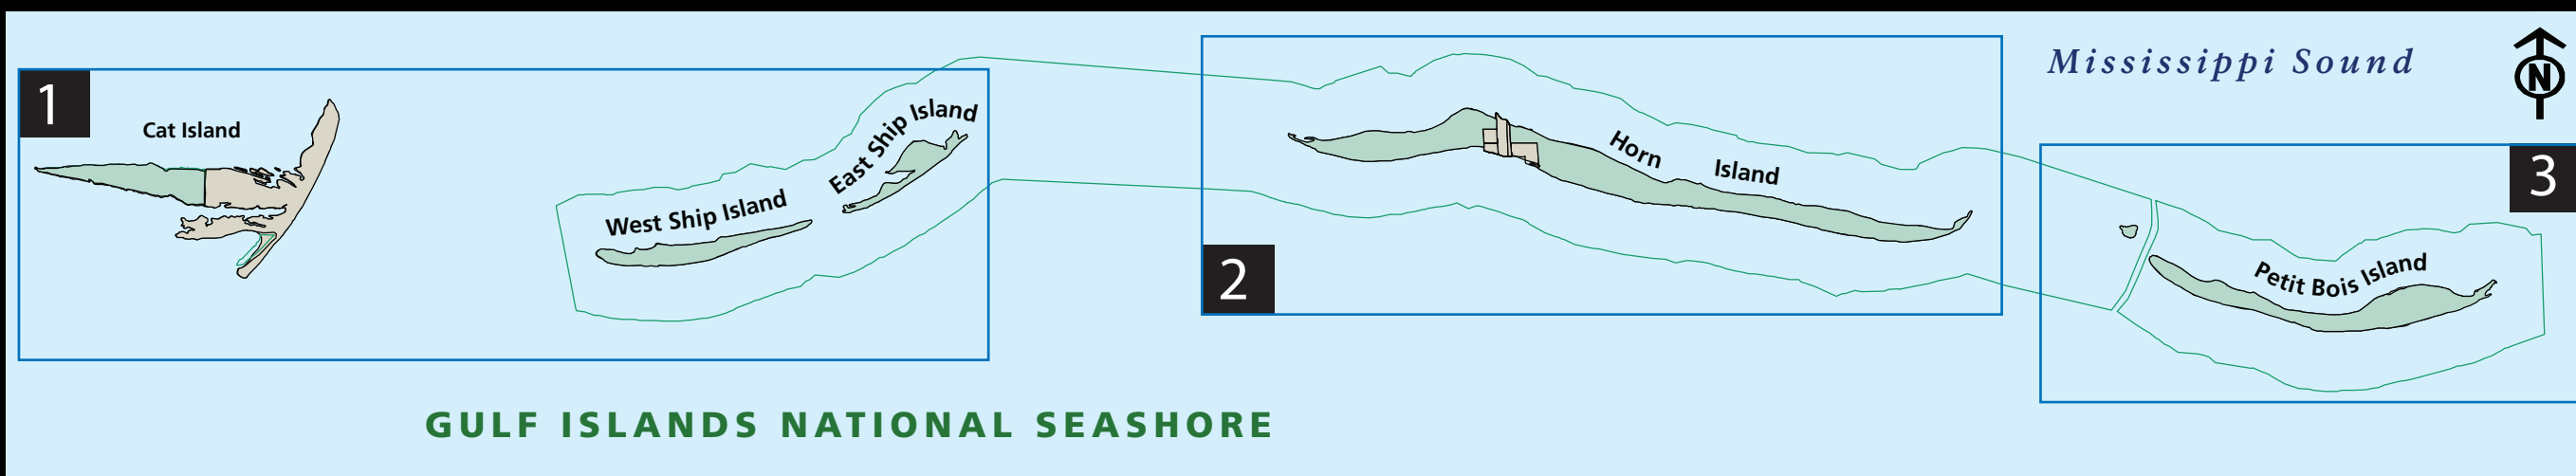 1
Cat Island
West Ship Island
East Ship Island
2
Horn Island
Mississippi Sound
N
3
Petit Bois Island
GULF ISLANDS NATIONAL SEASHORE